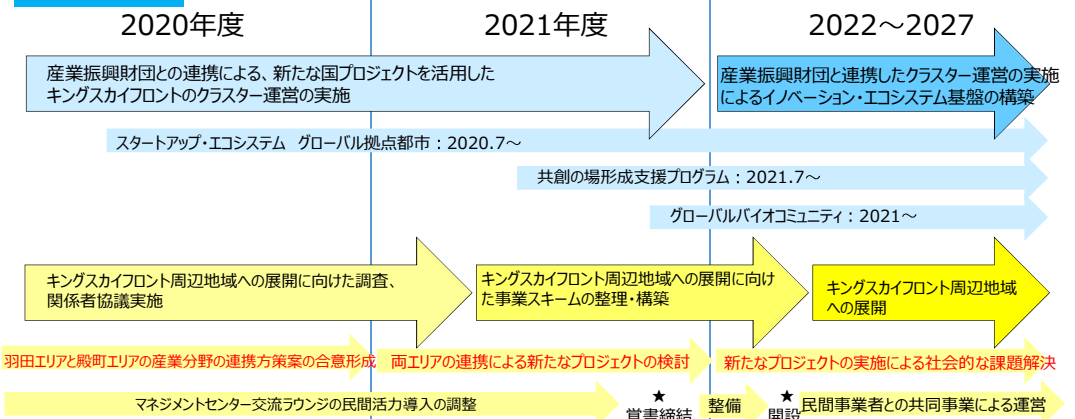 2020年度
2021年度
2022～2027
産業振興財団との連携による、新たな国プロジェクトを活用した
キングスカイフロントのクラスター運営の実施
産業振興財団と連携したクラスター運営の実施
によるイノベーション・エコシステム基盤の構築
スタートアップ・エコシステム グローバル拠点都市：2020.7～
共創の場形成支援プログラム：2021.7～
グローバルバイオコミュニティ：2021～
キングスカイフロント周辺地域への展開に向けた調査、
関係者協議実施
キングスカイフロント周辺地域への展開に向け
た事業スキームの整理・構築
キングスカイフロント周辺地域
への展開
羽田エリアと殿町エリアの産業分野の連携方策案の合意形成
両エリアの連携による新たなプロジェクトの検討
新たなプロジェクトの実施による社会的な課題解決
マネジメントセンター交流ラウンジの民間活力導入の調整
★
覚書締結
整備
★
開設
民間事業者との共同事業による運営